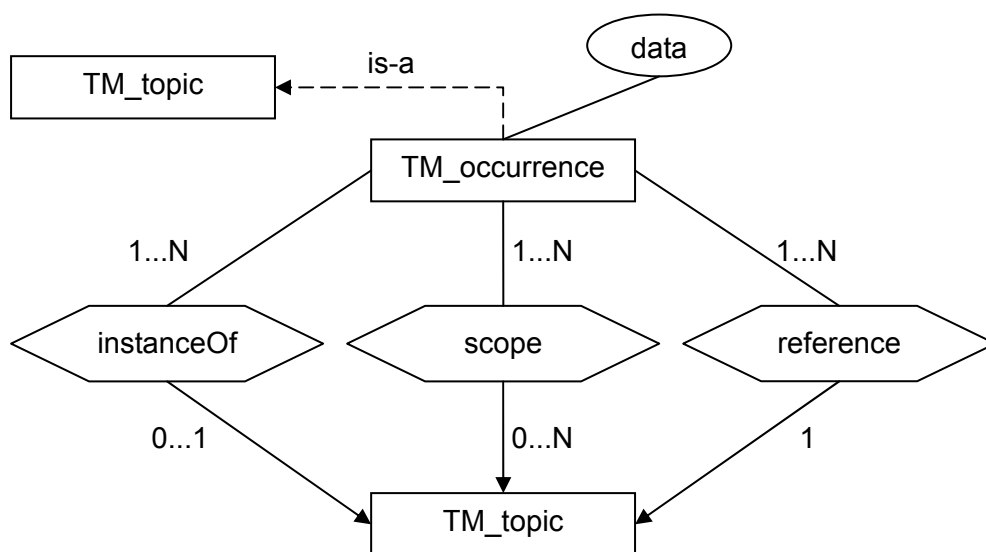 data
is-a
TM_topic
TM_occurrence
1...N
1...N
1...N
instanceOf
scope
reference
0...1
0...N
1
TM_topic